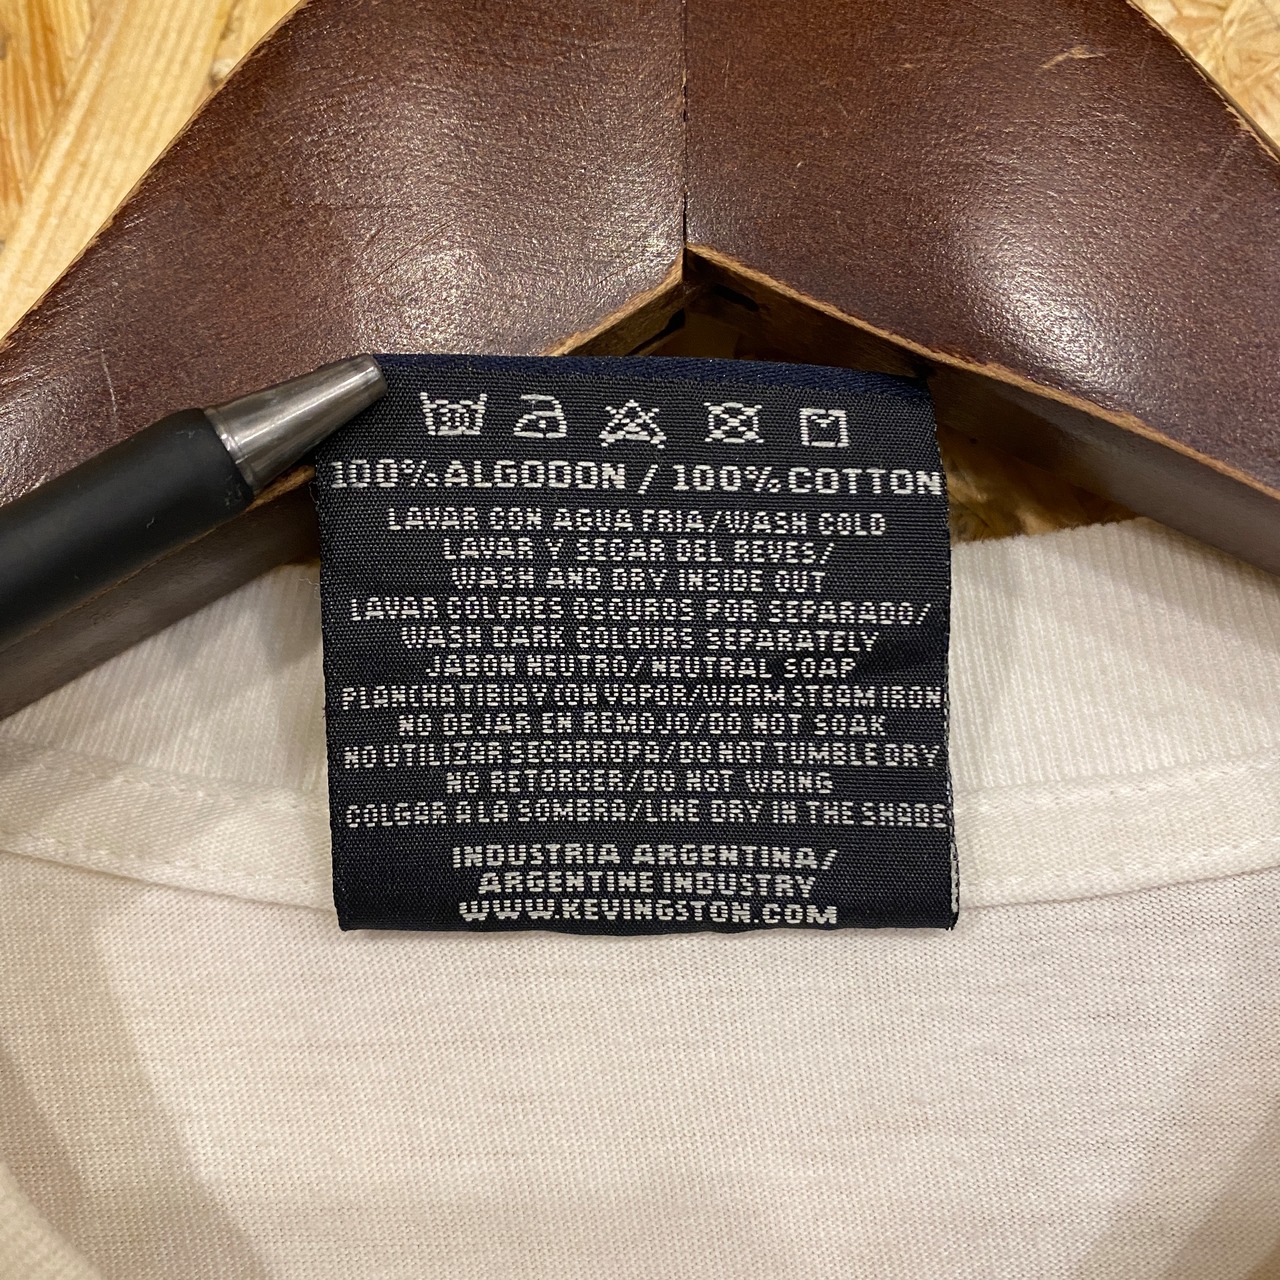 30
100% ALGODON / 100% COTTON
LAVAR CON AGUA FRIA/WASH COLD
LAVAR Y SECAR DEL REVES/
WASH AND DRY INSIDE OUT
LAVAR COLORES OSCUROS POR SEPARADO/
WASH DARK COLOURS SEPARATELY
JABON NEUTRO/NEUTRAL SOAP
PLANCHA TIBIA Y CON VAPOR/WARM STEAM IRON
NO DEJAR EN REMOJO/DO NOT SOAK
NO UTILIZAR SECARROPA/DO NOT TUMBLE DRY
NO RETORCER/DO NOT WRING
COLGAR A LA SOMBRA/LINE DRY IN THE SHADE
INDUSTRIA ARGENTINA/
ARGENTINE INDUSTRY
WWW.KEVINGSTON.COM